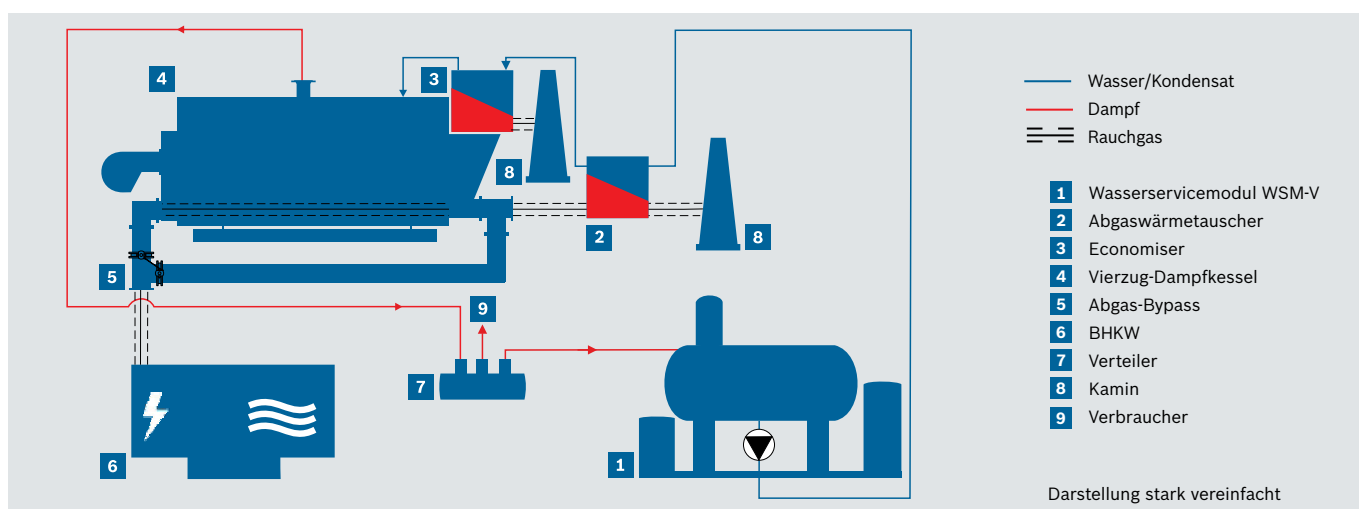 4
3
8
2
8
5
9
7
6
1
Wasser/Kondensat
Dampf
Rauchgas
1 Wasserservicemodul WSM-V
2 Abgaswärmetauscher
3 Economiser
4 Vierzug-Dampfkessel
5 Abgas-Bypass
6 BHKW
7 Verteiler
8 Kamin
9 Verbraucher
Darstellung stark vereinfacht